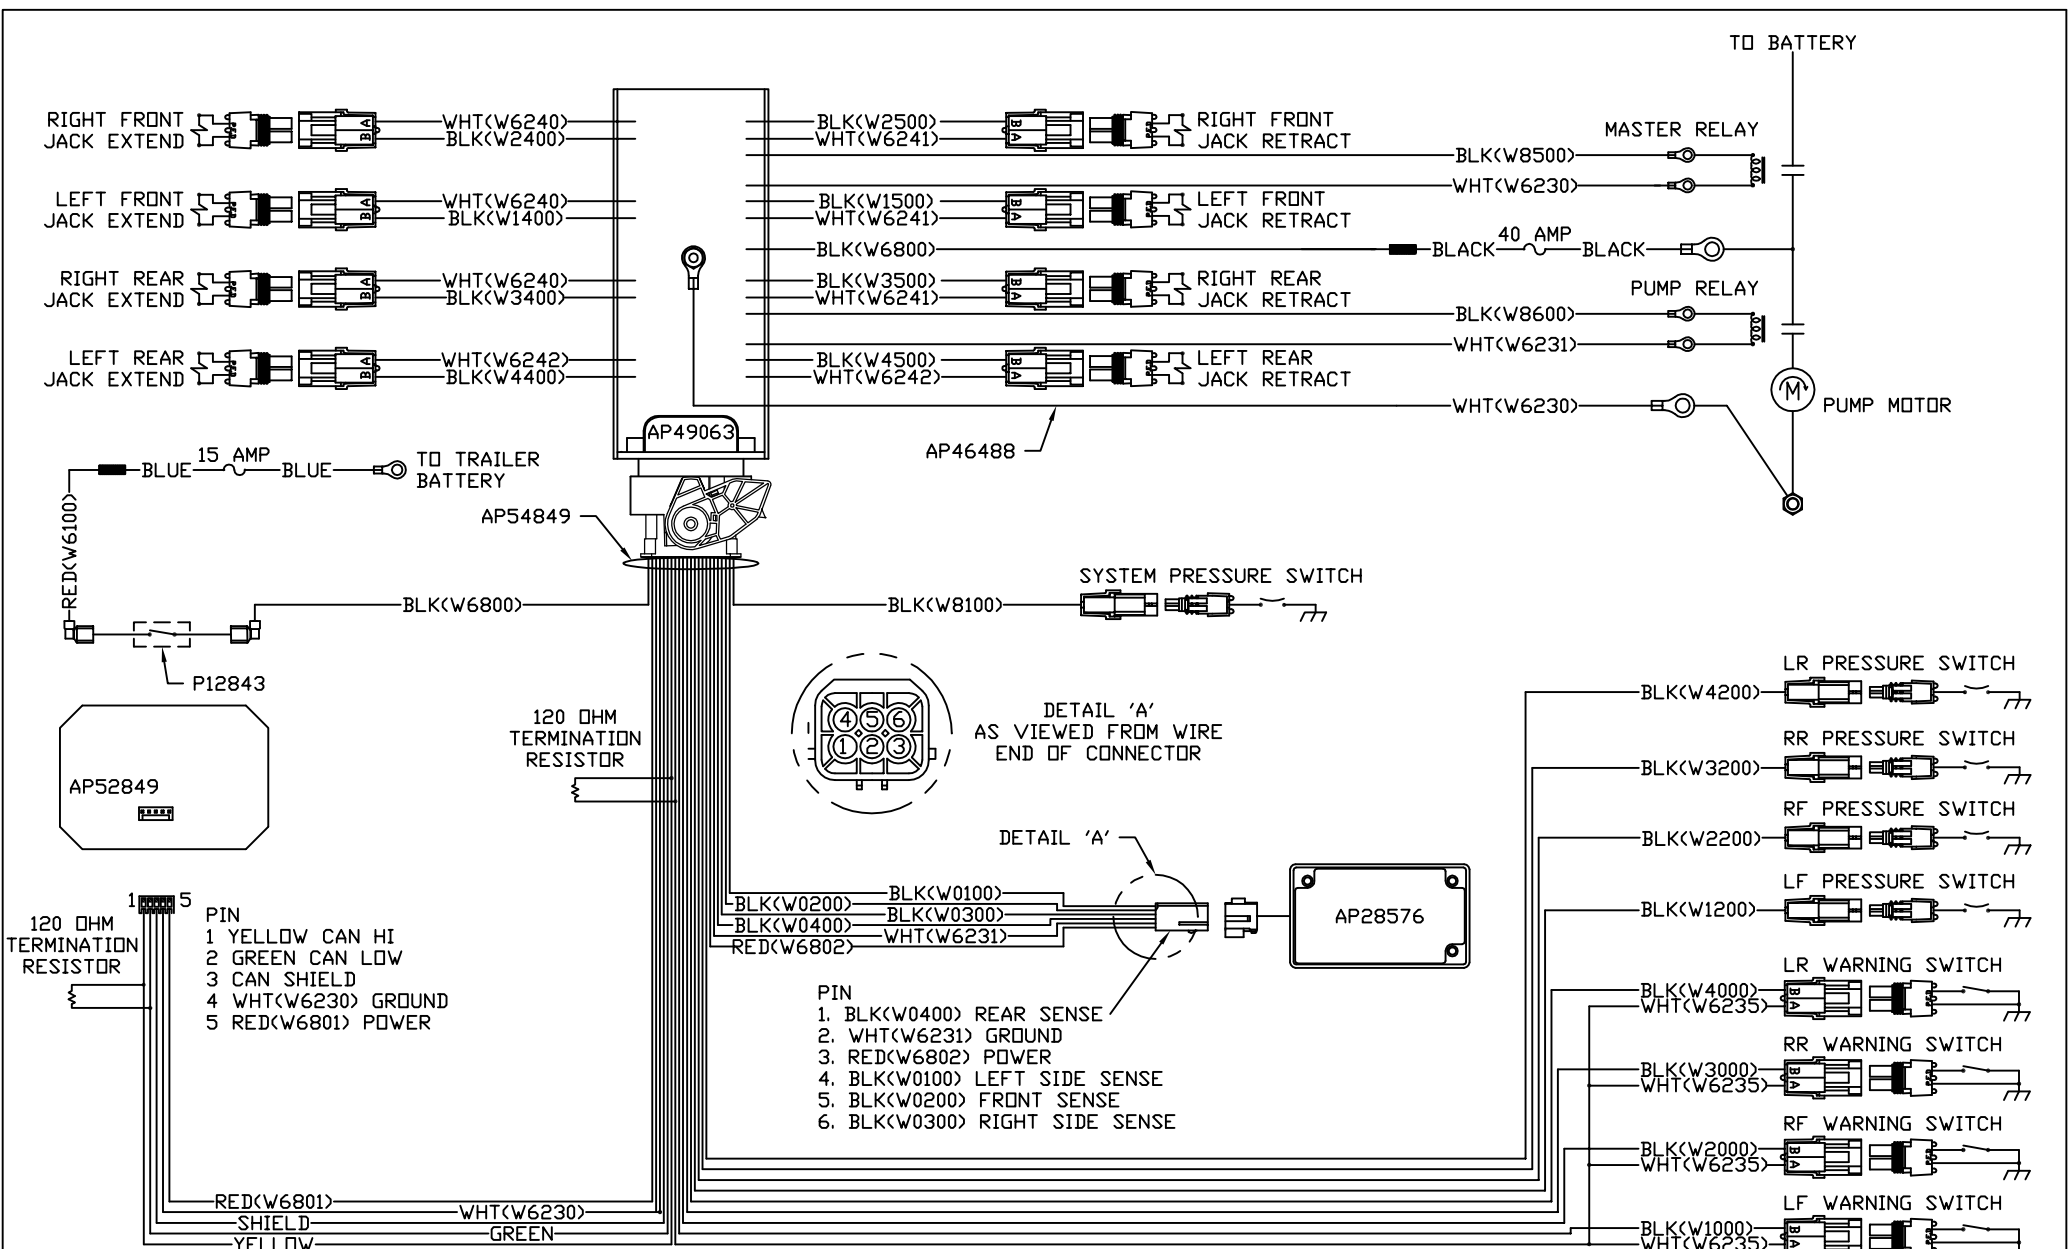 TO BATTERY
RIGHT FRONT
JACK EXTEND
A
B
WHT(W6240)
BLK(W2400)
BLK(W2500)
WHT(W6241)
B
A
RIGHT FRONT
JACK RETRACT
MASTER RELAY
BLK(W8500)
WHT(W6230)
LEFT FRONT
JACK EXTEND
A
B
WHT(W6240)
BLK(W1400)
BLK(W1500)
WHT(W6241)
B
A
LEFT FRONT
JACK RETRACT
BLK(W6800)
BLACK
40 AMP
BLACK
RIGHT REAR
JACK EXTEND
A
B
WHT(W6240)
BLK(W3400)
BLK(W3500)
WHT(W6241)
B
A
RIGHT REAR
JACK RETRACT
PUMP RELAY
BLK(W8600)
WHT(W6231)
LEFT REAR
JACK EXTEND
A
B
WHT(W6242)
BLK(W4400)
BLK(W4500)
WHT(W6242)
B
A
LEFT REAR
JACK RETRACT
M
PUMP MOTOR
WHT(W6230)
AP49063
AP46488
15 AMP
BLUE
BLUE
TO TRAILER
BATTERY
RED(W6100)
AP54849
BLK(W6800)
P12843
SYSTEM PRESSURE SWITCH
BLK(W8100)
AP52849
120 OHM
TERMINATION
RESISTOR
4 5 6
1 2 3
DETAIL 'A'
AS VIEWED FROM WIRE
END OF CONNECTOR
LR PRESSURE SWITCH
BLK(W4200)
RR PRESSURE SWITCH
BLK(W3200)
RF PRESSURE SWITCH
BLK(W2200)
LF PRESSURE SWITCH
BLK(W1200)
DETAIL 'A'
BLK(W0100)
BLK(W0200)
BLK(W0300)
BLK(W0400)
WHT(W6231)
RED(W6802)
AP28576
1
5
120 OHM
TERMINATION
RESISTOR
PIN
1 YELLOW CAN HI
2 GREEN CAN LOW
3 CAN SHIELD
4 WHT(W6230) GROUND
5 RED(W6801) POWER
PIN
1. BLK(W0400) REAR SENSE
2. WHT(W6231) GROUND
3. RED(W6802) POWER
4. BLK(W0100) LEFT SIDE SENSE
5. BLK(W0200) FRONT SENSE
6. BLK(W0300) RIGHT SIDE SENSE
LR WARNING SWITCH
BLK(W4000)
WHT(W6235)
B
A
RR WARNING SWITCH
BLK(W3000)
WHT(W6235)
B
A
RF WARNING SWITCH
BLK(W2000)
WHT(W6235)
B
A
LF WARNING SWITCH
BLK(W1000)
WHT(W6235)
B
A
RED(W6801)
WHT(W6230)
SHIELD
GREEN
YELLOW